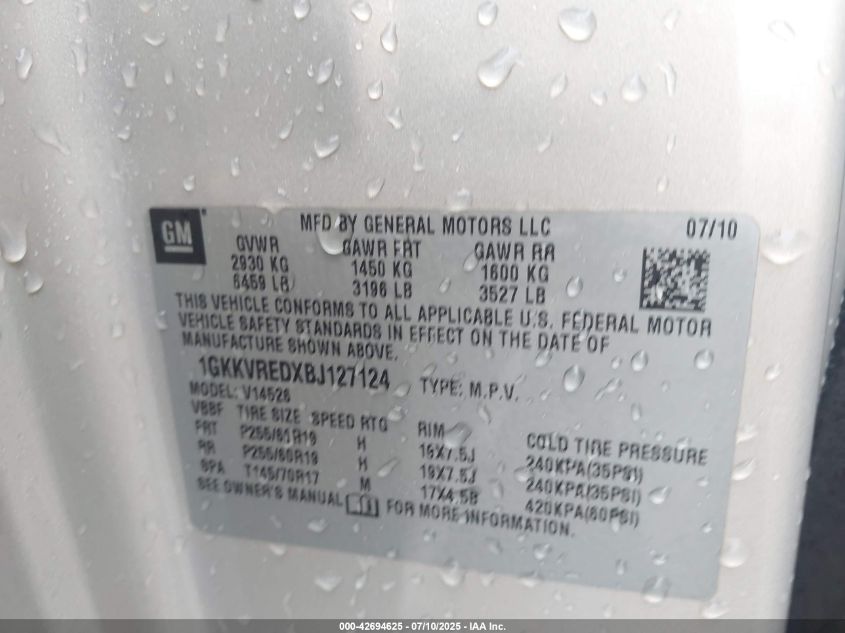 GM
MFD BY GENERAL MOTORS LLC 07/10
GVWR GAWR FRT GAWR RR
2930 KG 1450 KG 1600 KG
6459 LB 3196 LB 3527 LB
THIS VEHICLE CONFORMS TO ALL APPLICABLE U.S. FEDERAL MOTOR
VEHICLE SAFETY STANDARDS IN EFFECT ON THE DATE OF
MANUFACTURE SHOWN ABOVE.
1GKKVREDXBJ127124 TYPE: M.P.V.
MODEL: V14526
VBBF TIRE SIZE SPEED RTG RIM COLD TIRE PRESSURE
FRT P255/60R19 H 19X7.5J 240KPA(35PSI)
RR P255/60R19 H 19X7.5J 240KPA(35PSI)
SPA T145/70R17 M 17X4.5B 420KPA(60PSI)
SEE OWNER'S MANUAL FOR MORE INFORMATION.
000-42694625 - 07/10/2025 - IAA Inc.